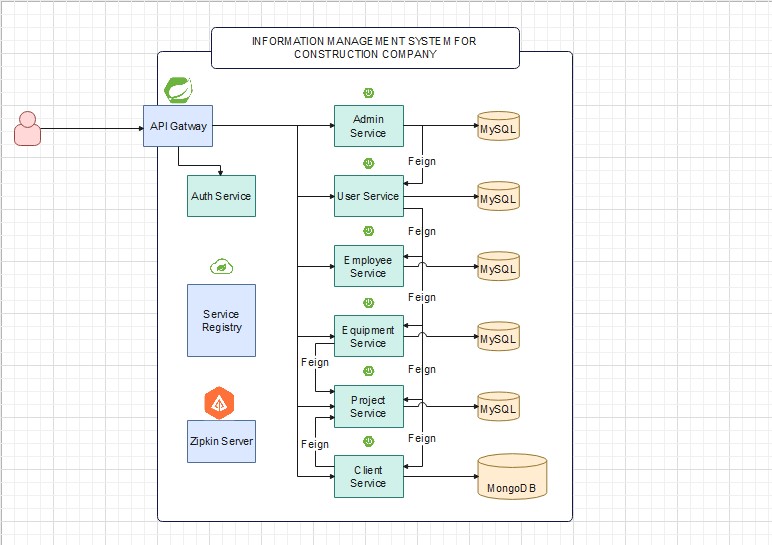 INFORMATION MANAGEMENT SYSTEM FOR
CONSTRUCTION COMPANY
API Gatway
Admin
Service
MySQL
Feign
Auth Service
User Service
MySQL
Feign
Employee
Service
MySQL
Feign
Service
Registry
Equipment
Service
MySQL
Feign
Feign
Project
Service
MySQL
Zipkin Server
Feign
Feign
Client
Service
MongoDB